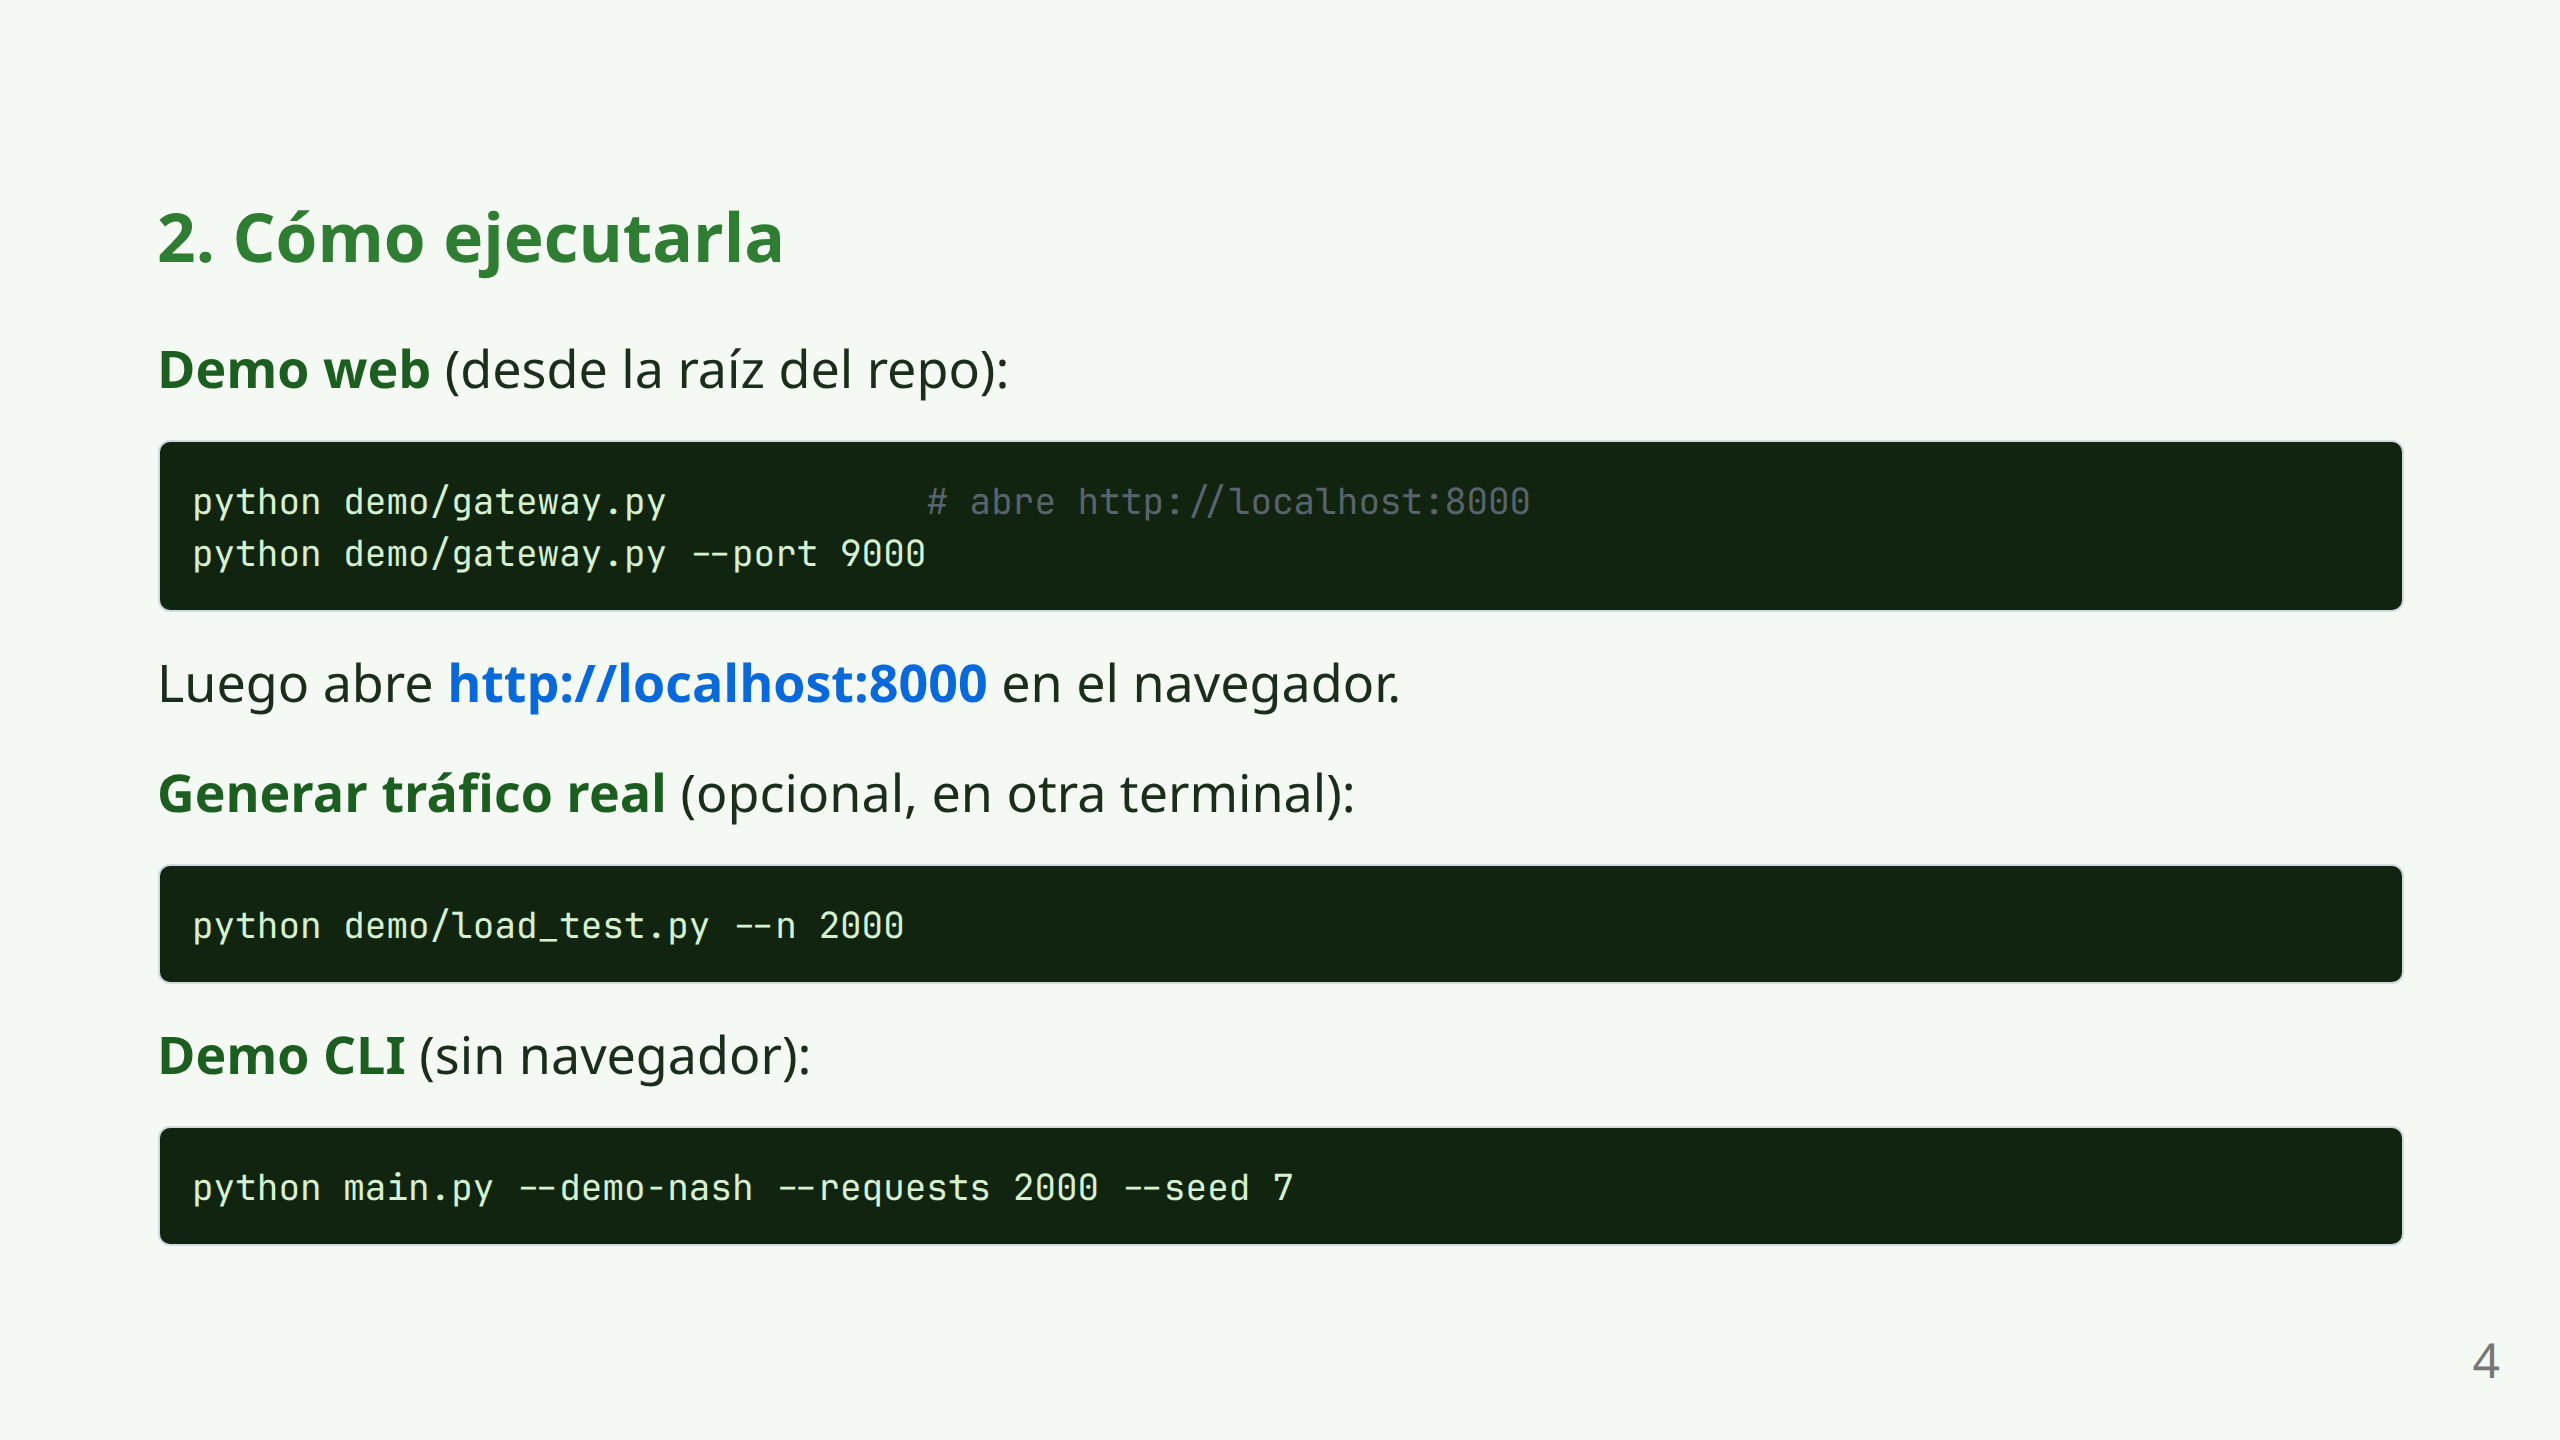 2. Cómo ejecutarla
Demo web (desde la raíz del repo):
python demo/gateway.py            # abre http://localhost:8000
python demo/gateway.py --port 9000
Luego abre http://localhost:8000 en el navegador.
Generar tráfico real (opcional, en otra terminal):
python demo/load_test.py --n 2000
Demo CLI (sin navegador):
python main.py --demo-nash --requests 2000 --seed 7
4